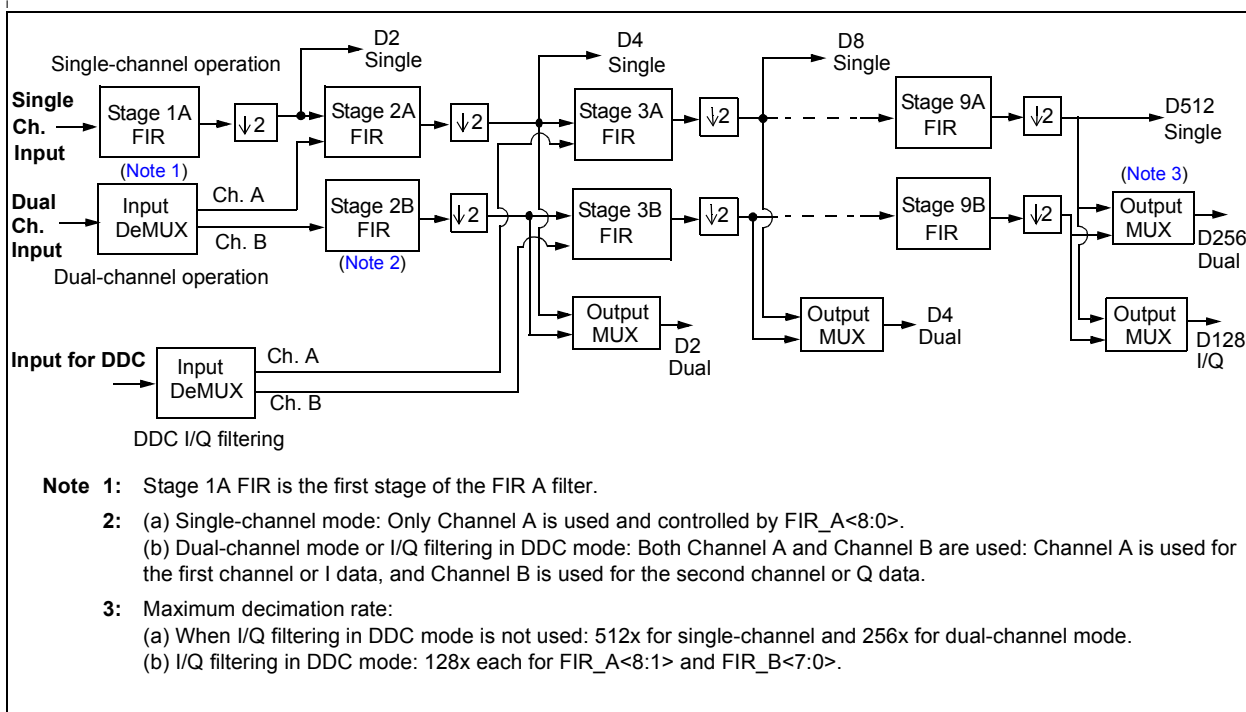 D2
Single
D4
Single
D8
Single
Single-channel operation
Single
Ch.
Input
Stage 1A
FIR
↓2
Stage 2A
FIR
↓2
Stage 3A
FIR
↓2
Stage 9A
FIR
↓2
D512
Single
(Note 1)
(Note 3)
Dual
Ch.
Input
Input
DeMUX
Ch. A
Ch. B
Stage 2B
FIR
↓2
Stage 3B
FIR
↓2
Stage 9B
FIR
↓2
Output
MUX
D256
Dual
(Note 2)
Dual-channel operation
Output
MUX
D2
Dual
Output
MUX
D4
Dual
Output
MUX
D128
I/Q
Input for DDC
Input
DeMUX
Ch. A
Ch. B
DDC I/Q filtering
Note 1: Stage 1A FIR is the first stage of the FIR A filter.
2: (a) Single-channel mode: Only Channel A is used and controlled by FIR_A<8:0>.
(b) Dual-channel mode or I/Q filtering in DDC mode: Both Channel A and Channel B are used: Channel A is used for
the first channel or I data, and Channel B is used for the second channel or Q data.
3: Maximum decimation rate:
(a) When I/Q filtering in DDC mode is not used: 512x for single-channel and 256x for dual-channel mode.
(b) I/Q filtering in DDC mode: 128x each for FIR_A<8:1> and FIR_B<7:0>.